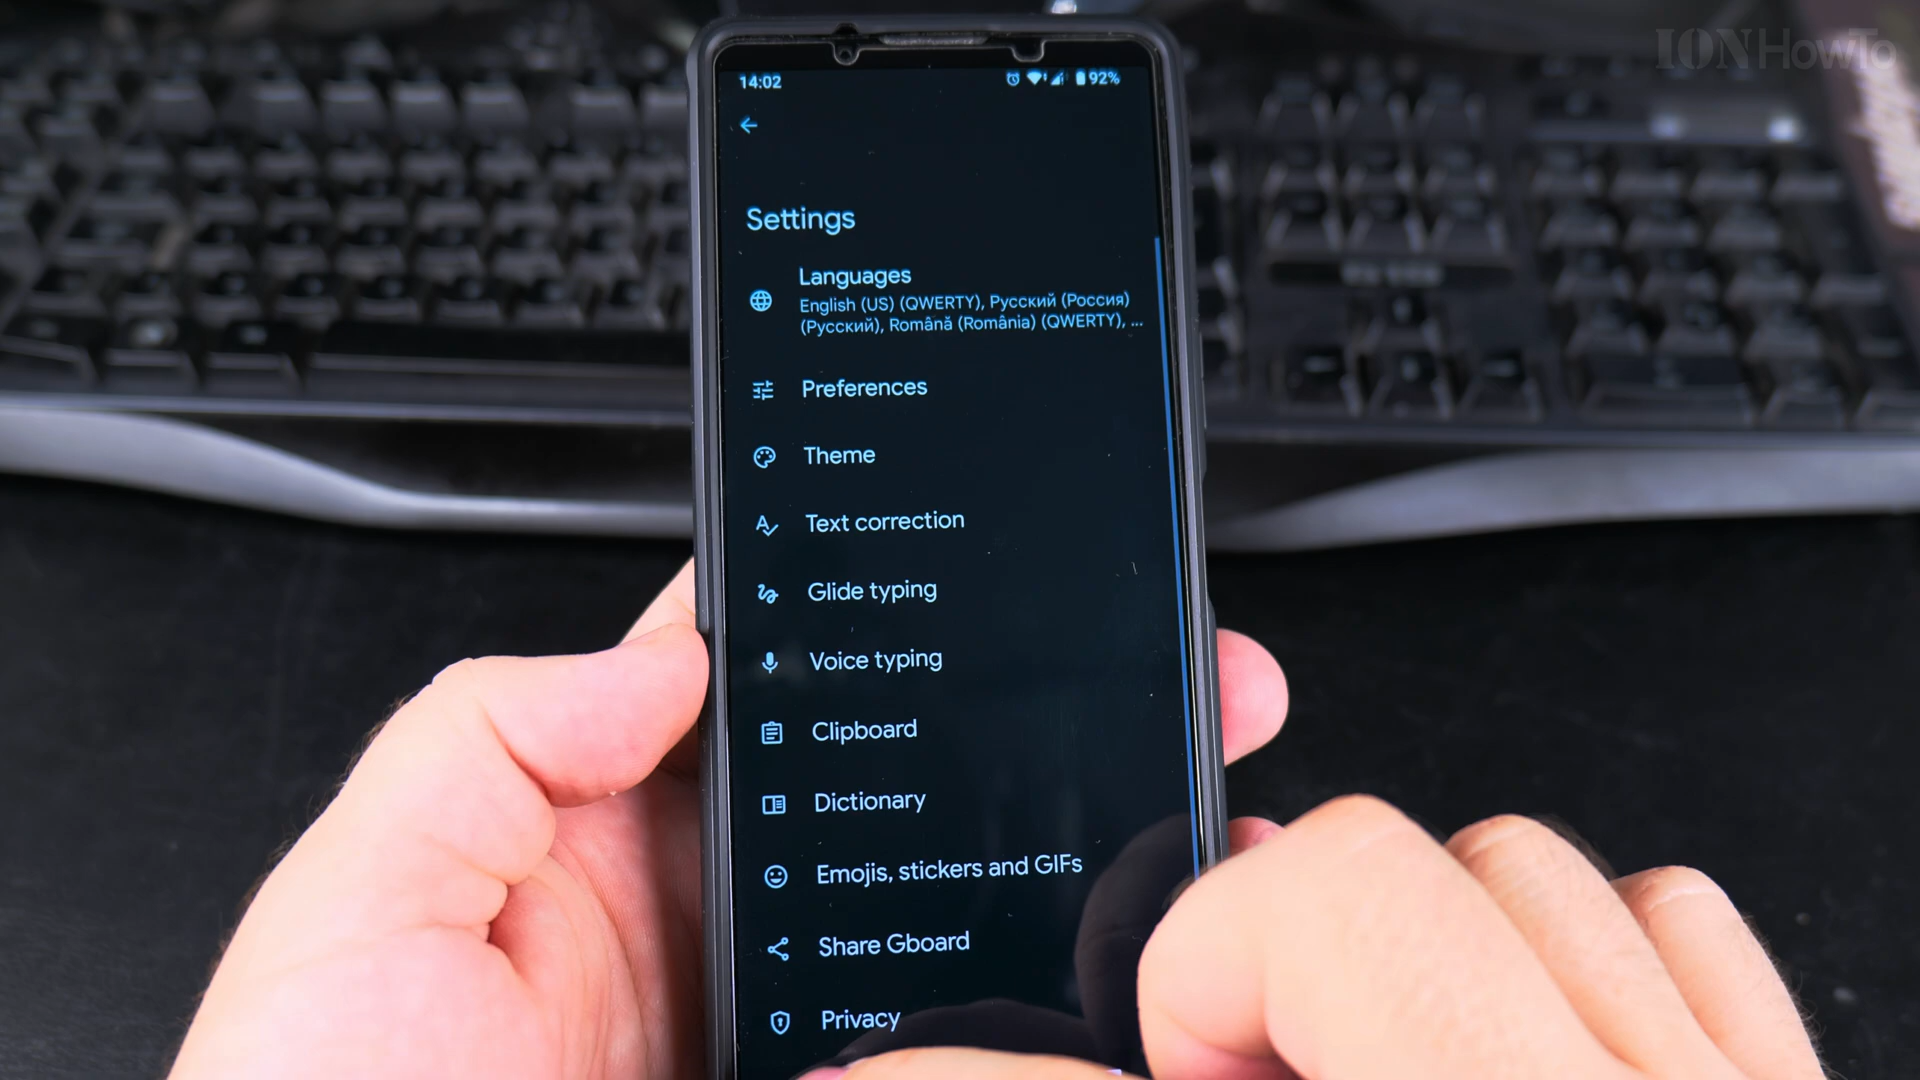 IONHowTo
14:02
92%
Settings
Languages
English (US) (QWERTY), Русский (Россия)
(Русский), Română (România) (QWERTY), ...
Preferences
Theme
Text correction
Glide typing
Voice typing
Clipboard
Dictionary
Emojis, stickers and GIFs
Share Gboard
Privacy